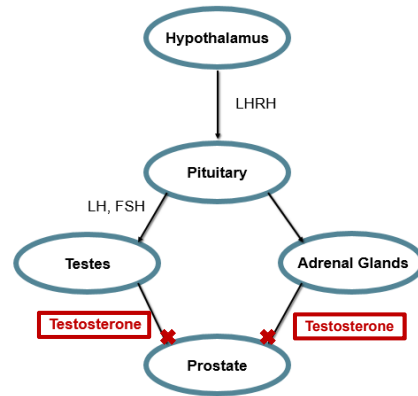 Hypothalamus
LHRH
Pituitary
LH, FSH
Testes
Adrenal Glands
Testosterone
Testosterone
Prostate